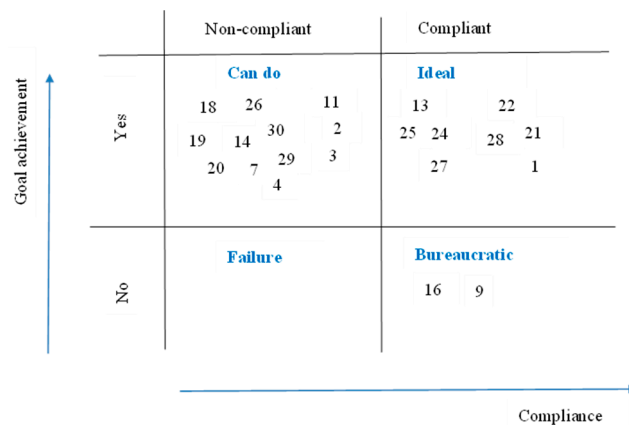 Non-compliant Compliant
Goal achievement
Yes
Can do Ideal
18 26 11 13 22
19 14 30 2 25 24 28 21
20 7 29 3 27 1
4
No
Failure Bureaucratic
16 9
Compliance